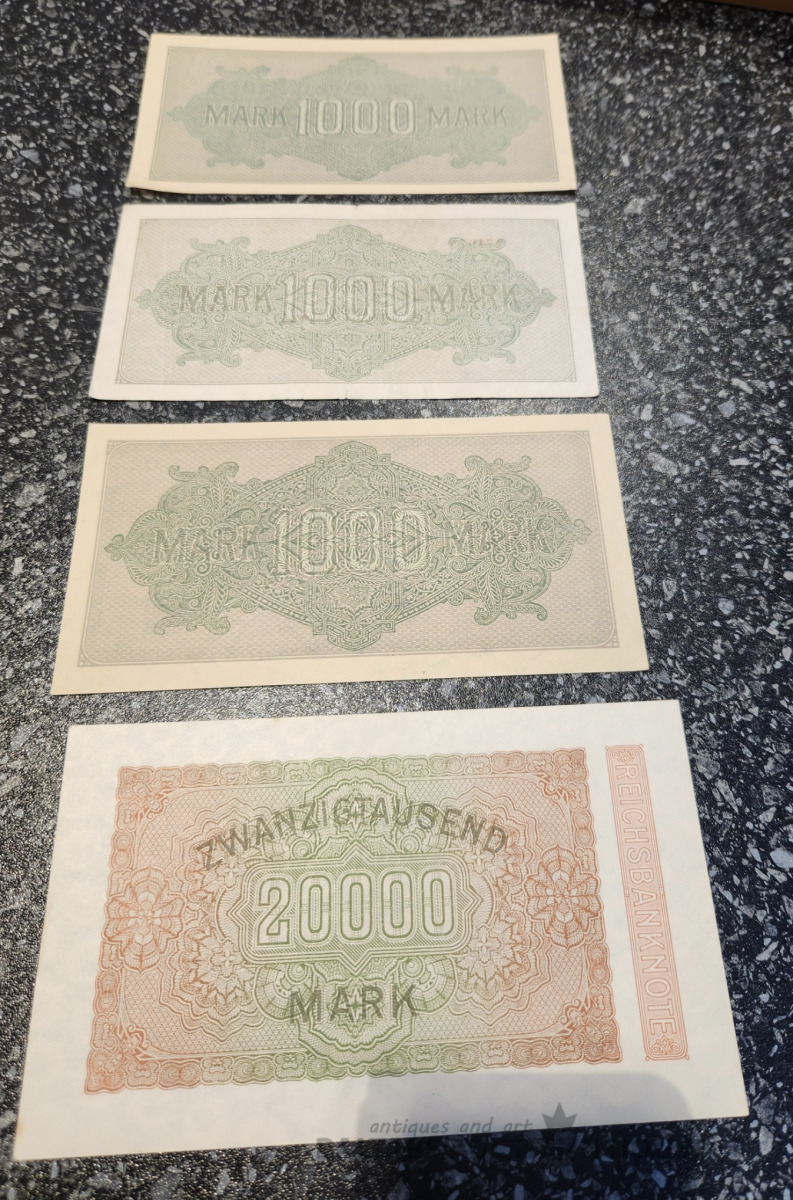 MARK 1000 MARK
MARK 1000 MARK
MARK 1000 MARK
ZWANZIGTAUSEND
20000
MARK
REICHSBANKNOTE
antiques and art